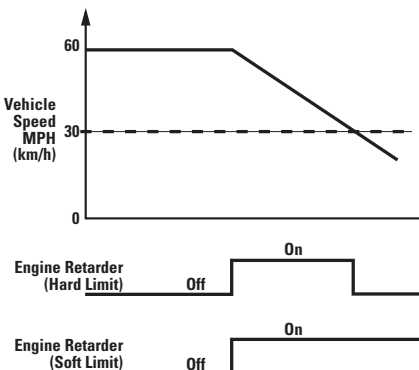 60
Vehicle
Speed
MPH
(km/h)
30
0
On
Engine Retarder
(Hard Limit)
Off
On
Engine Retarder
(Soft Limit)
Off